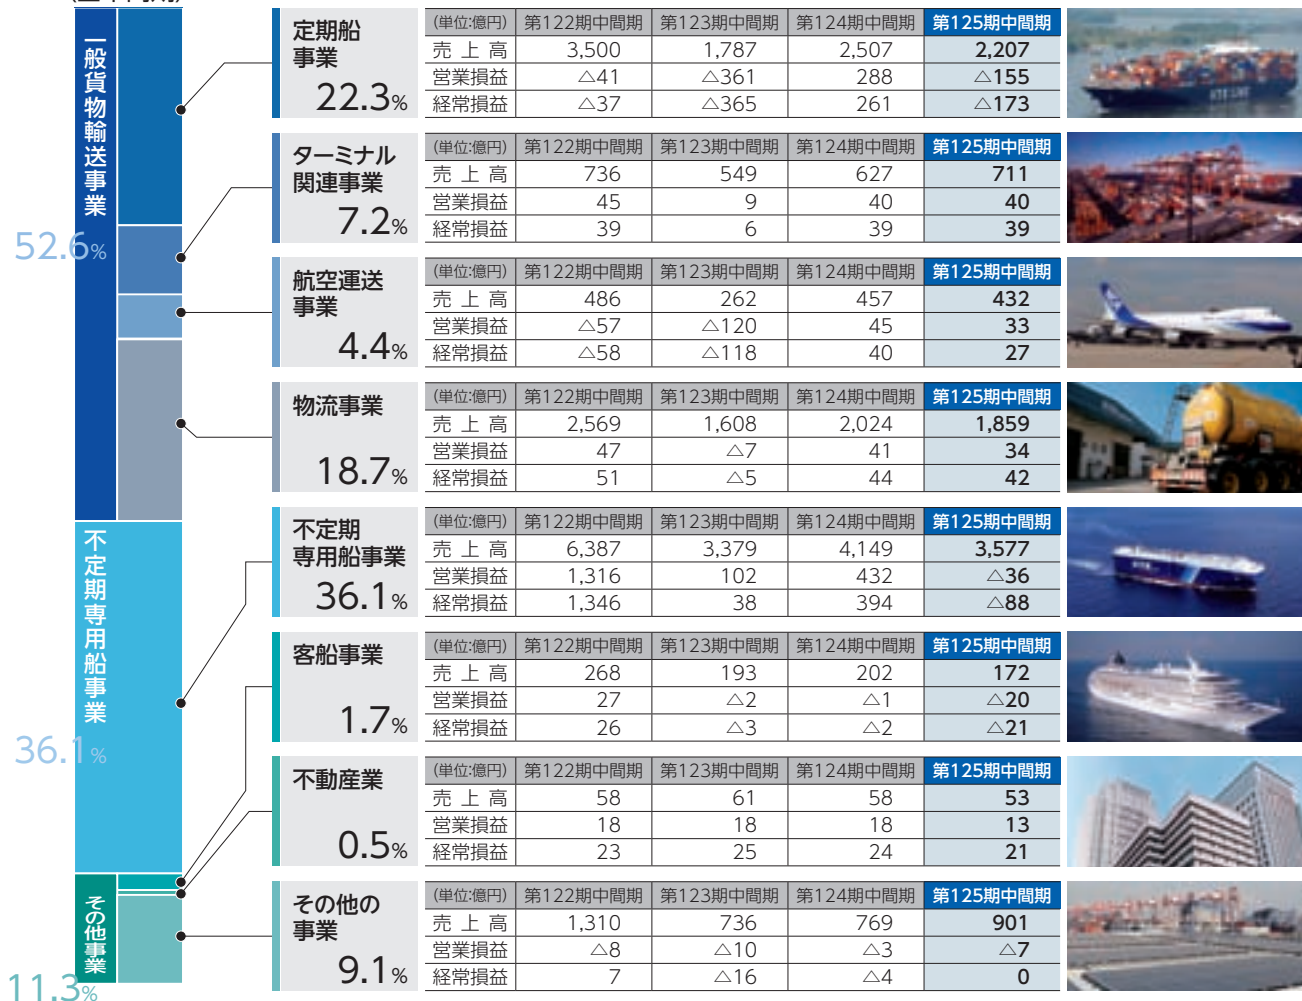 一般貨物輸送事業
52.6%
不定期専用船事業
36.1%
その他事業
11.3%
定期船
事業
22.3%
(単位:億円) 第122期中間期 第123期中間期 第124期中間期 第125期中間期
売上高 3,500 1,787 2,507 2,207
営業損益 △41 △361 288 △155
経常損益 △37 △365 261 △173
ターミナル
関連事業
7.2%
(単位:億円) 第122期中間期 第123期中間期 第124期中間期 第125期中間期
売上高 736 549 627 711
営業損益 45 9 40 40
経常損益 39 6 39 39
航空運送
事業
4.4%
(単位:億円) 第122期中間期 第123期中間期 第124期中間期 第125期中間期
売上高 486 262 457 432
営業損益 △57 △120 45 33
経常損益 △58 △118 40 27
物流事業
18.7%
(単位:億円) 第122期中間期 第123期中間期 第124期中間期 第125期中間期
売上高 2,569 1,608 2,024 1,859
営業損益 47 △7 41 34
経常損益 51 △5 44 42
不定期
専用船事業
36.1%
(単位:億円) 第122期中間期 第123期中間期 第124期中間期 第125期中間期
売上高 6,387 3,379 4,149 3,577
営業損益 1,316 102 432 △36
経常損益 1,346 38 394 △88
客船事業
1.7%
(単位:億円) 第122期中間期 第123期中間期 第124期中間期 第125期中間期
売上高 268 193 202 172
営業損益 27 △2 △1 △20
経常損益 26 △3 △2 △21
不動産業
0.5%
(単位:億円) 第122期中間期 第123期中間期 第124期中間期 第125期中間期
売上高 58 61 58 53
営業損益 18 18 18 13
経常損益 23 25 24 21
その他の
事業
9.1%
(単位:億円) 第122期中間期 第123期中間期 第124期中間期 第125期中間期
売上高 1,310 736 769 901
営業損益 △8 △10 △3 △7
経常損益 7 △16 △4 0